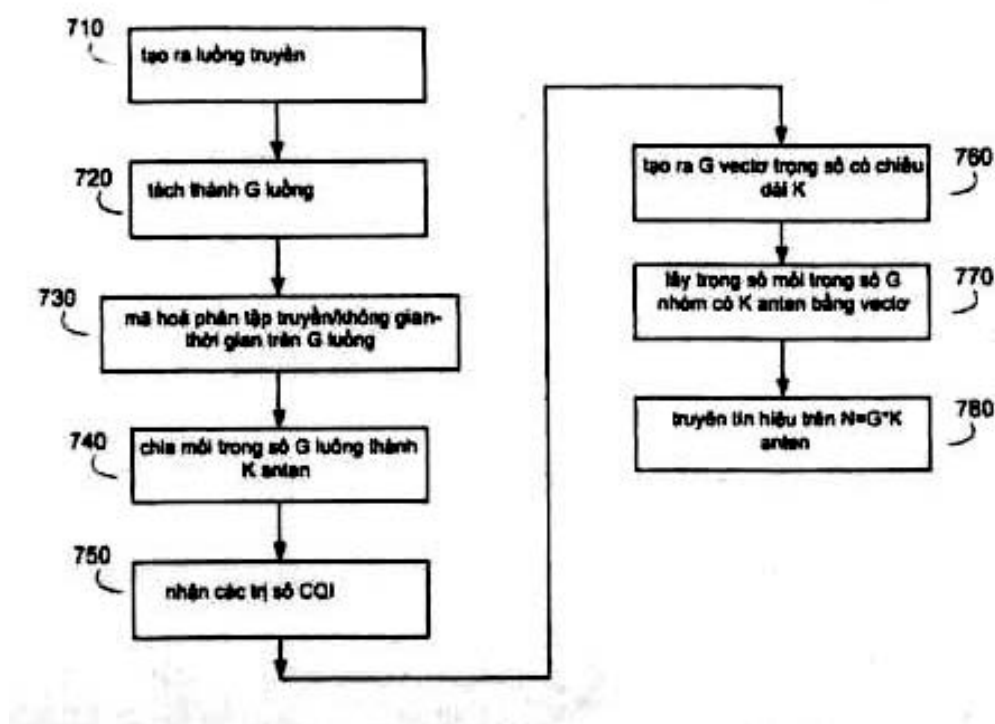 710
tạo ra luồng truyền
720
tách thành G luồng
730
mã hoá phân tập truyền/không gian-
thời gian trên G luồng
740
chia mỗi trong số G luồng thành
K anten
750
nhận các trị số CQI
760
tạo ra G vectơ trọng số có chiều
dài K
770
lấy trọng số mỗi trong số G
nhóm có K anten bằng vectơ
780
truyền tín hiệu trên N=G*K
anten